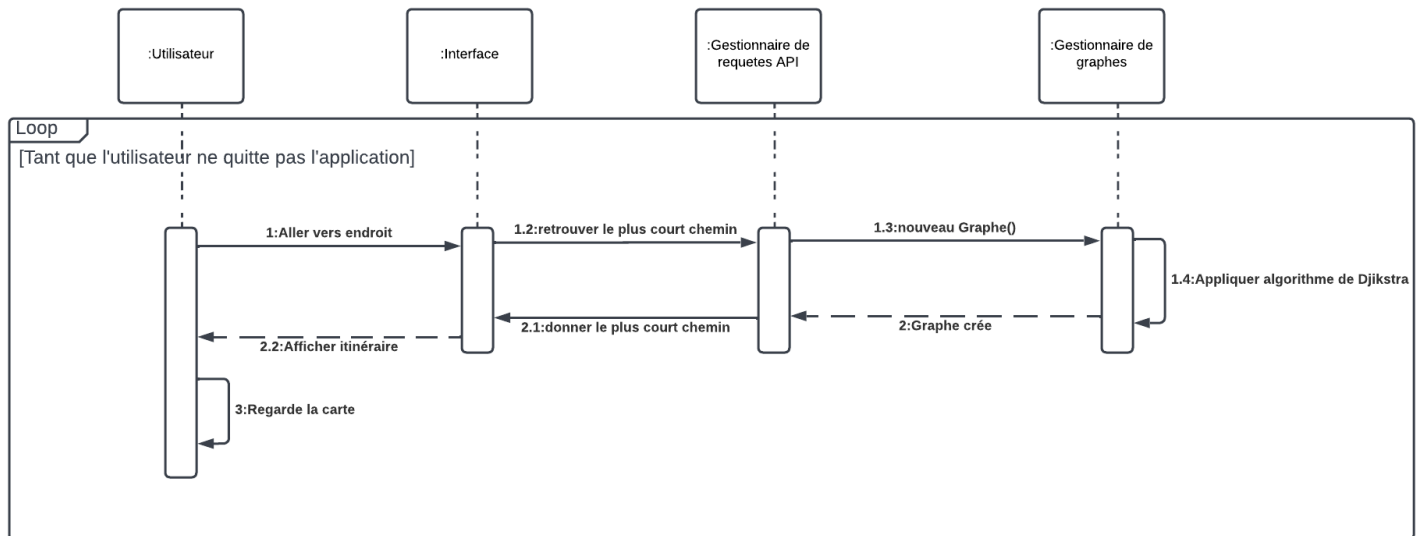 :Utilisateur
:Interface
:Gestionnaire de
requetes API
:Gestionnaire de
graphes
Loop
[Tant que l'utilisateur ne quitte pas l'application]
1:Aller vers endroit
1.2:retrouver le plus court chemin
1.3:nouveau Graphe()
1.4:Appliquer algorithme de Djikstra
2:Graphe crée
2.1:donner le plus court chemin
2.2:Afficher itinéraire
3:Regarde la carte